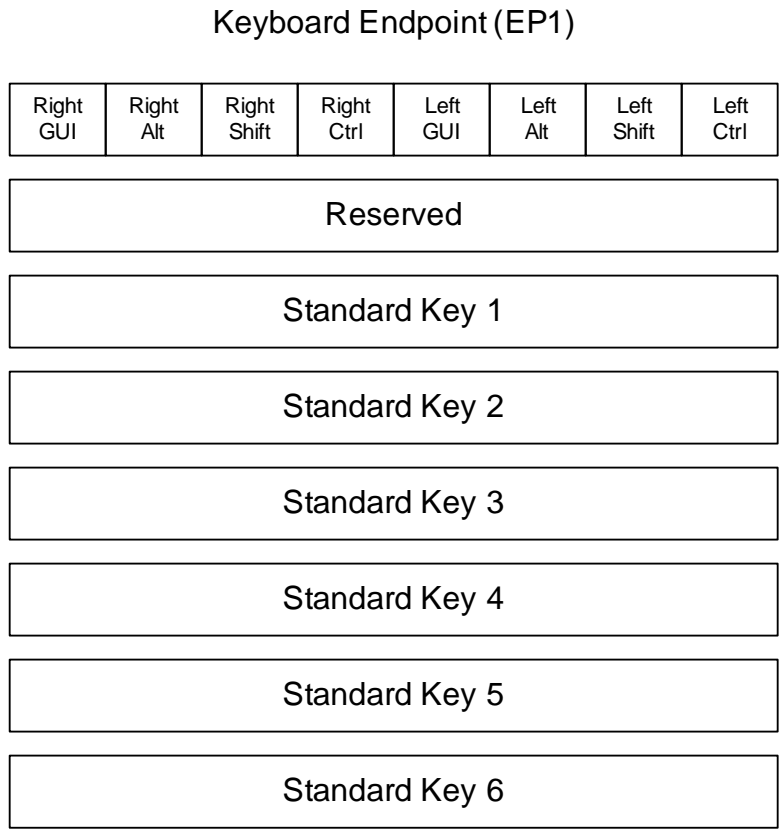 Keyboard Endpoint (EP1)
Right Right Right Right Left Left Left Left
GUI Alt Shift Ctrl GUI Alt Shift Ctrl
Reserved
Standard Key 1
Standard Key 2
Standard Key 3
Standard Key 4
Standard Key 5
Standard Key 6